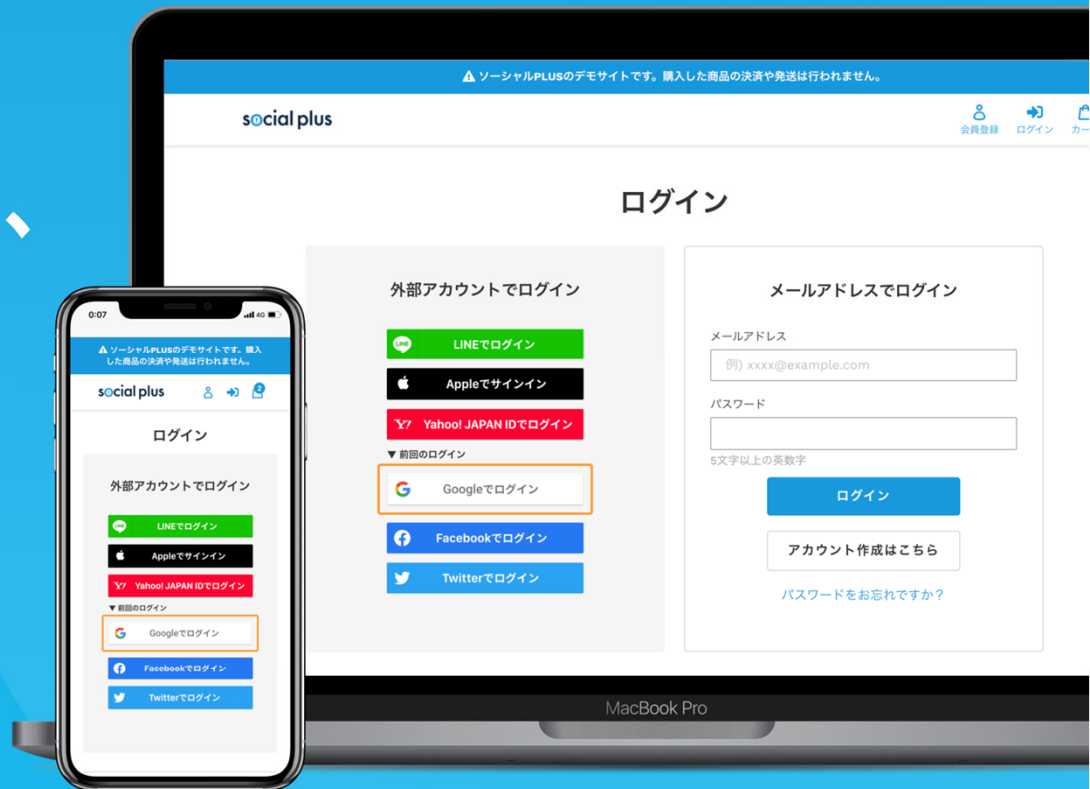 ⚠ ソーシャルPLUSのデモサイトです。購入した商品の決済や発送は行われません。
social plus
会員登録
ログイン
カー
ログイン
外部アカウントでログイン
LINE
LINEでログイン
Appleでサインイン
Y? Yahoo! JAPAN IDでログイン
▼ 前回のログイン
G Googleでログイン
Facebookでログイン
Twitterでログイン
メールアドレスでログイン
メールアドレス
例) xxxx@example.com
パスワード
5文字以上の英数字
ログイン
アカウント作成はこちら
パスワードをお忘れですか？
MacBook Pro
0:07
4G
⚠ ソーシャルPLUSのデモサイトです。購入
した商品の決済や発送は行われません。
social plus
2
ログイン
外部アカウントでログイン
LINE
LINEでログイン
Appleでサインイン
Y? Yahoo! JAPAN IDでログイン
▼ 前回のログイン
G Googleでログイン
Facebookでログイン
Twitterでログイン